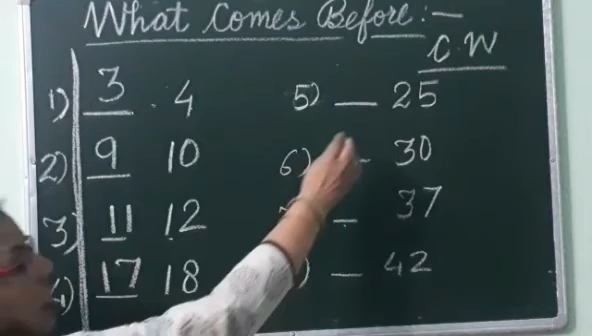 What Comes Before:-
C.W
1) 3 4
2) 9 10
3) 11 12
4) 17 18
5) _ 25
6) _ 30
_ 37
) _ 42